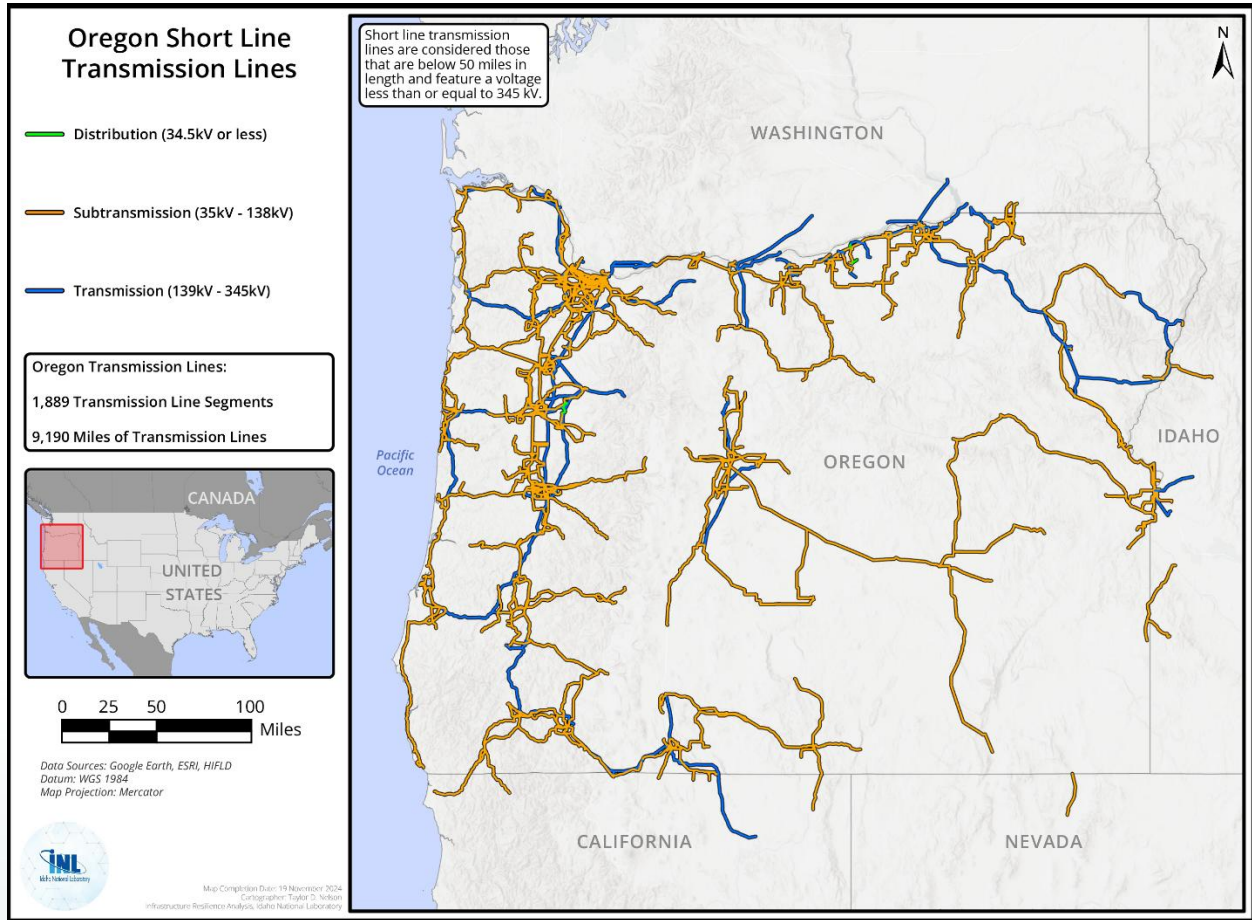 Oregon Short Line
Transmission Lines
Distribution (34.5kV or less)
Subtransmission (35kV - 138kV)
Transmission (139kV - 345kV)
Oregon Transmission Lines:
1,889 Transmission Line Segments
9,190 Miles of Transmission Lines
CANADA
UNITED
STATES
0 25 50 100
Miles
Data Sources: Google Earth, ESRI, HIFLD
Datum: WGS 1984
Map Projection: Mercator
INL
Idaho National Laboratory
Map Completion Date: 19 November 2024
Cartographer: Taylor D. Nelson
Infrastructure Resilience Analysis, Idaho National Laboratory
Short line transmission
lines are considered those
that are below 50 miles in
length and feature a voltage
less than or equal to 345 kV.
N
WASHINGTON
Pacific
Ocean
OREGON
IDAHO
CALIFORNIA
NEVADA